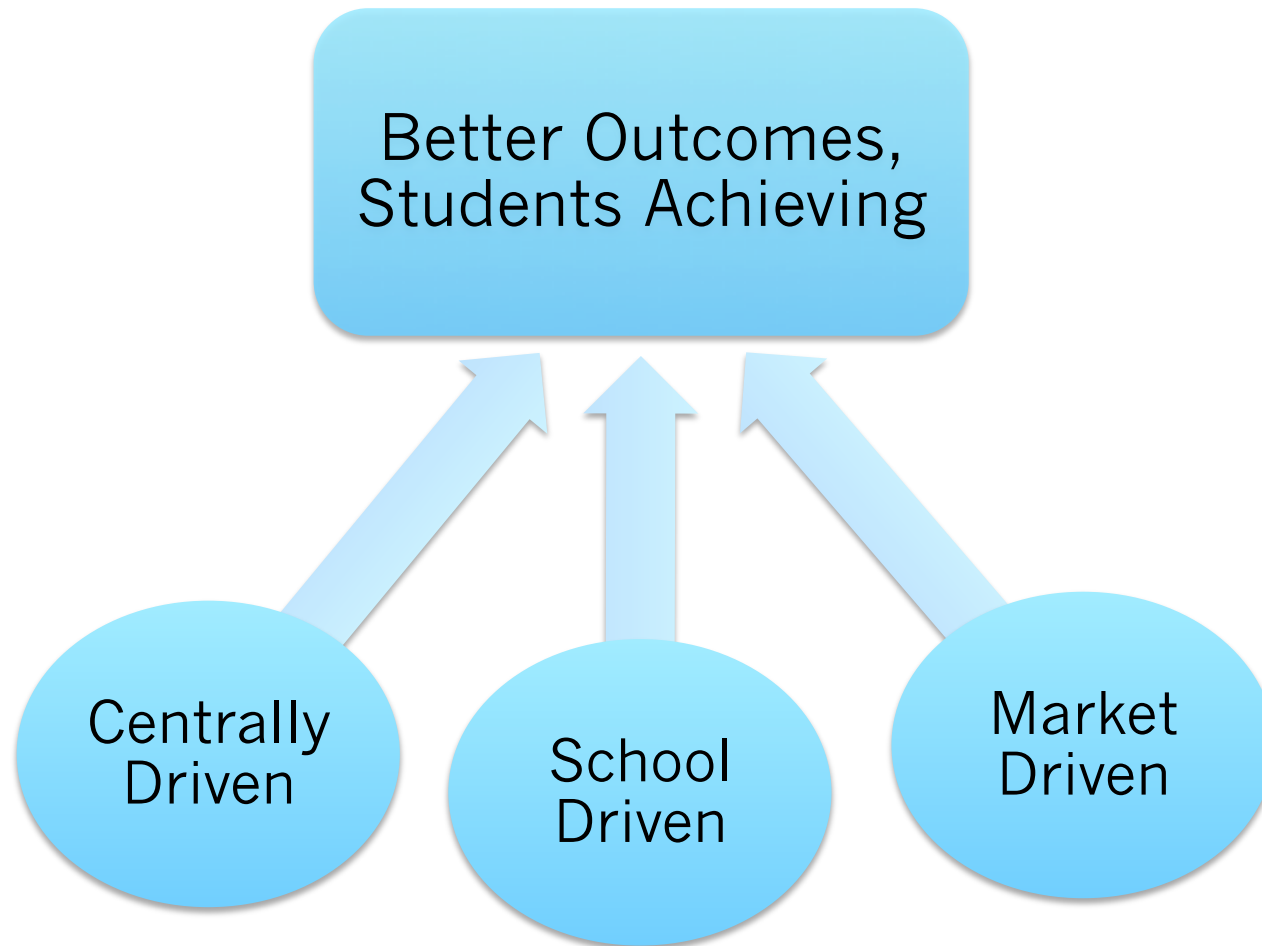 Better Outcomes,
Students Achieving
Centrally
Driven
School
Driven
Market
Driven